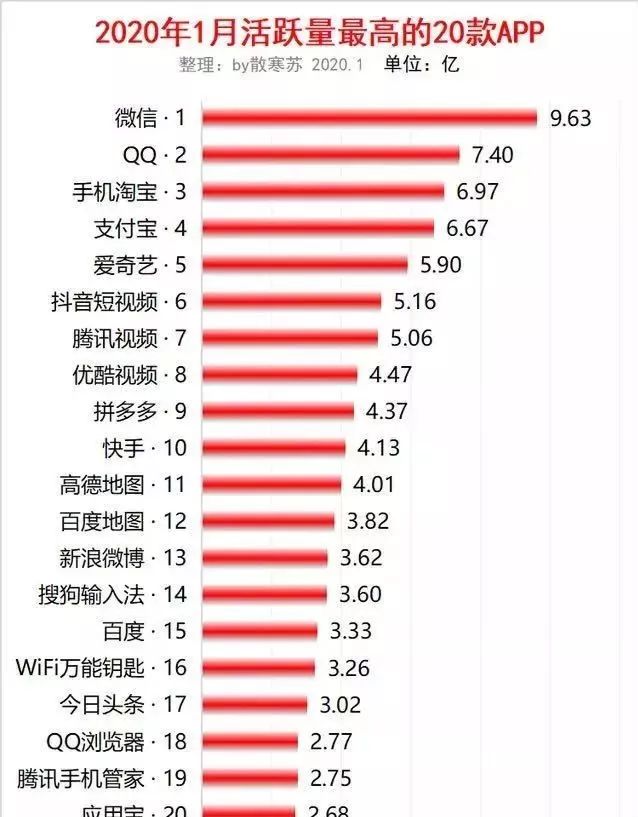 2020年1月活跃量最高的20款APP
整理：by散寒苏 2020.1 单位：亿
微信 · 1 9.63
QQ · 2 7.40
手机淘宝 · 3 6.97
支付宝 · 4 6.67
爱奇艺 · 5 5.90
抖音短视频 · 6 5.16
腾讯视频 · 7 5.06
优酷视频 · 8 4.47
拼多多 · 9 4.37
快手 · 10 4.13
高德地图 · 11 4.01
百度地图 · 12 3.82
新浪微博 · 13 3.62
搜狗输入法 · 14 3.60
百度 · 15 3.33
WiFi万能钥匙 · 16 3.26
今日头条 · 17 3.02
QQ浏览器 · 18 2.77
腾讯手机管家 · 19 2.75
应用宝 · 20 2.68